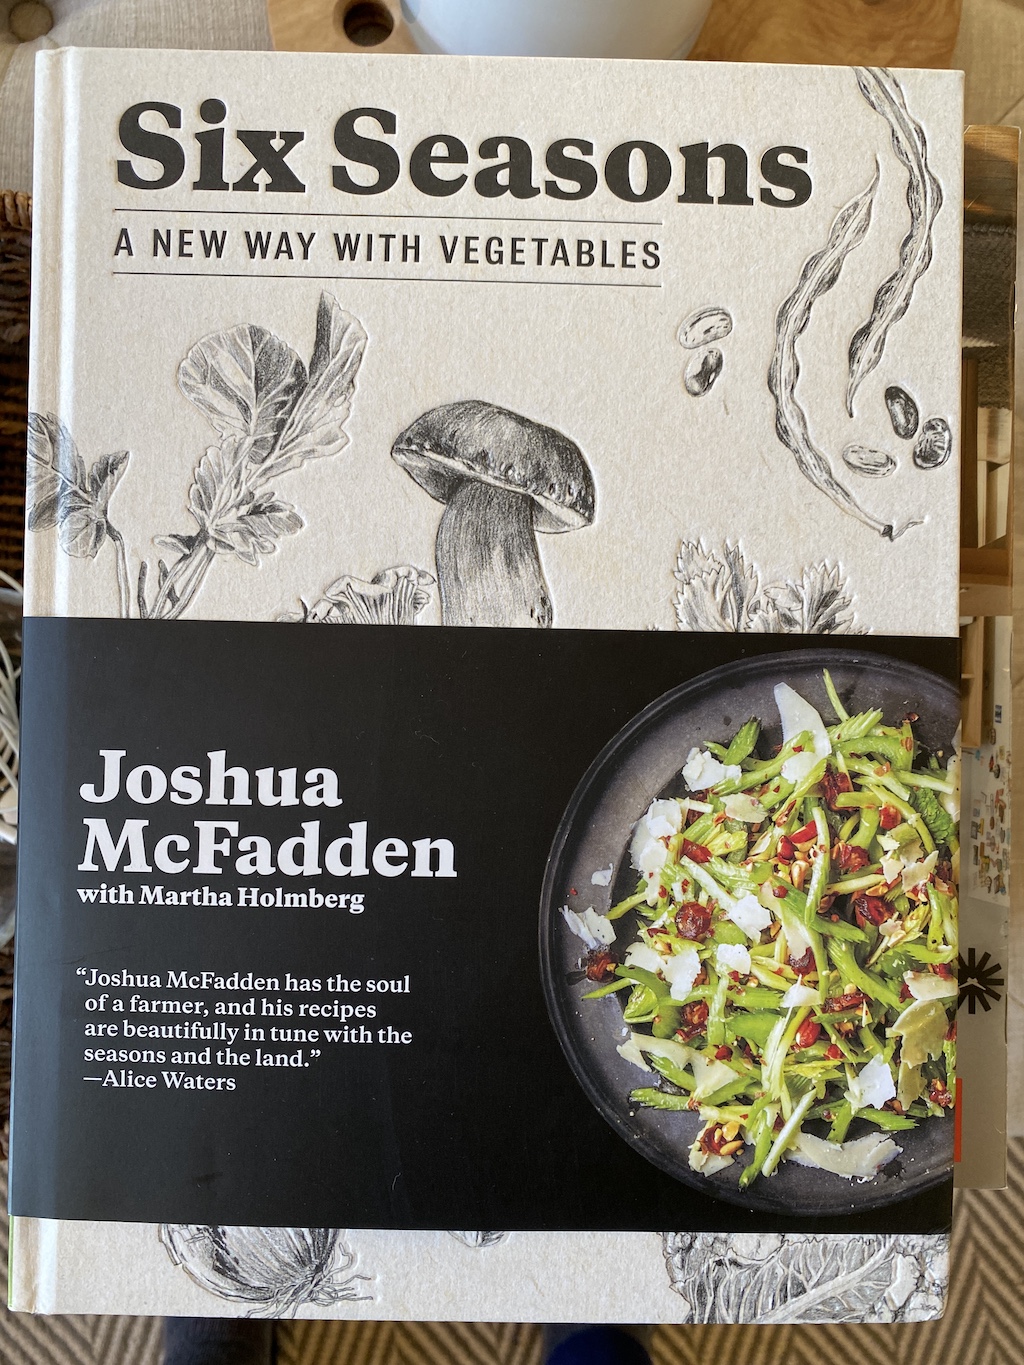 Six Seasons
A NEW WAY WITH VEGETABLES
Joshua
McFadden
with Martha Holmberg
“Joshua McFadden has the soul
of a farmer, and his recipes
are beautifully in tune with the
seasons and the land.”
—Alice Waters